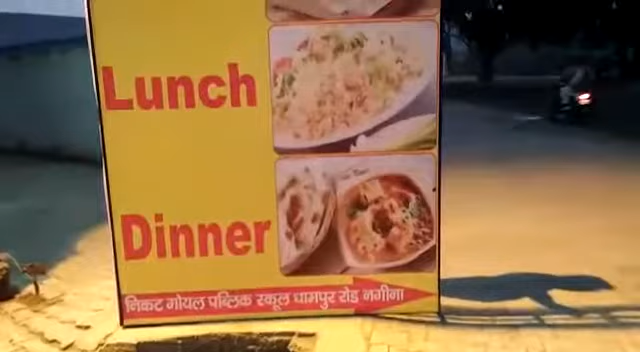 Lunch
Dinner
निकट गोयल पब्लिक स्कूल धामपुर रोड नगीना